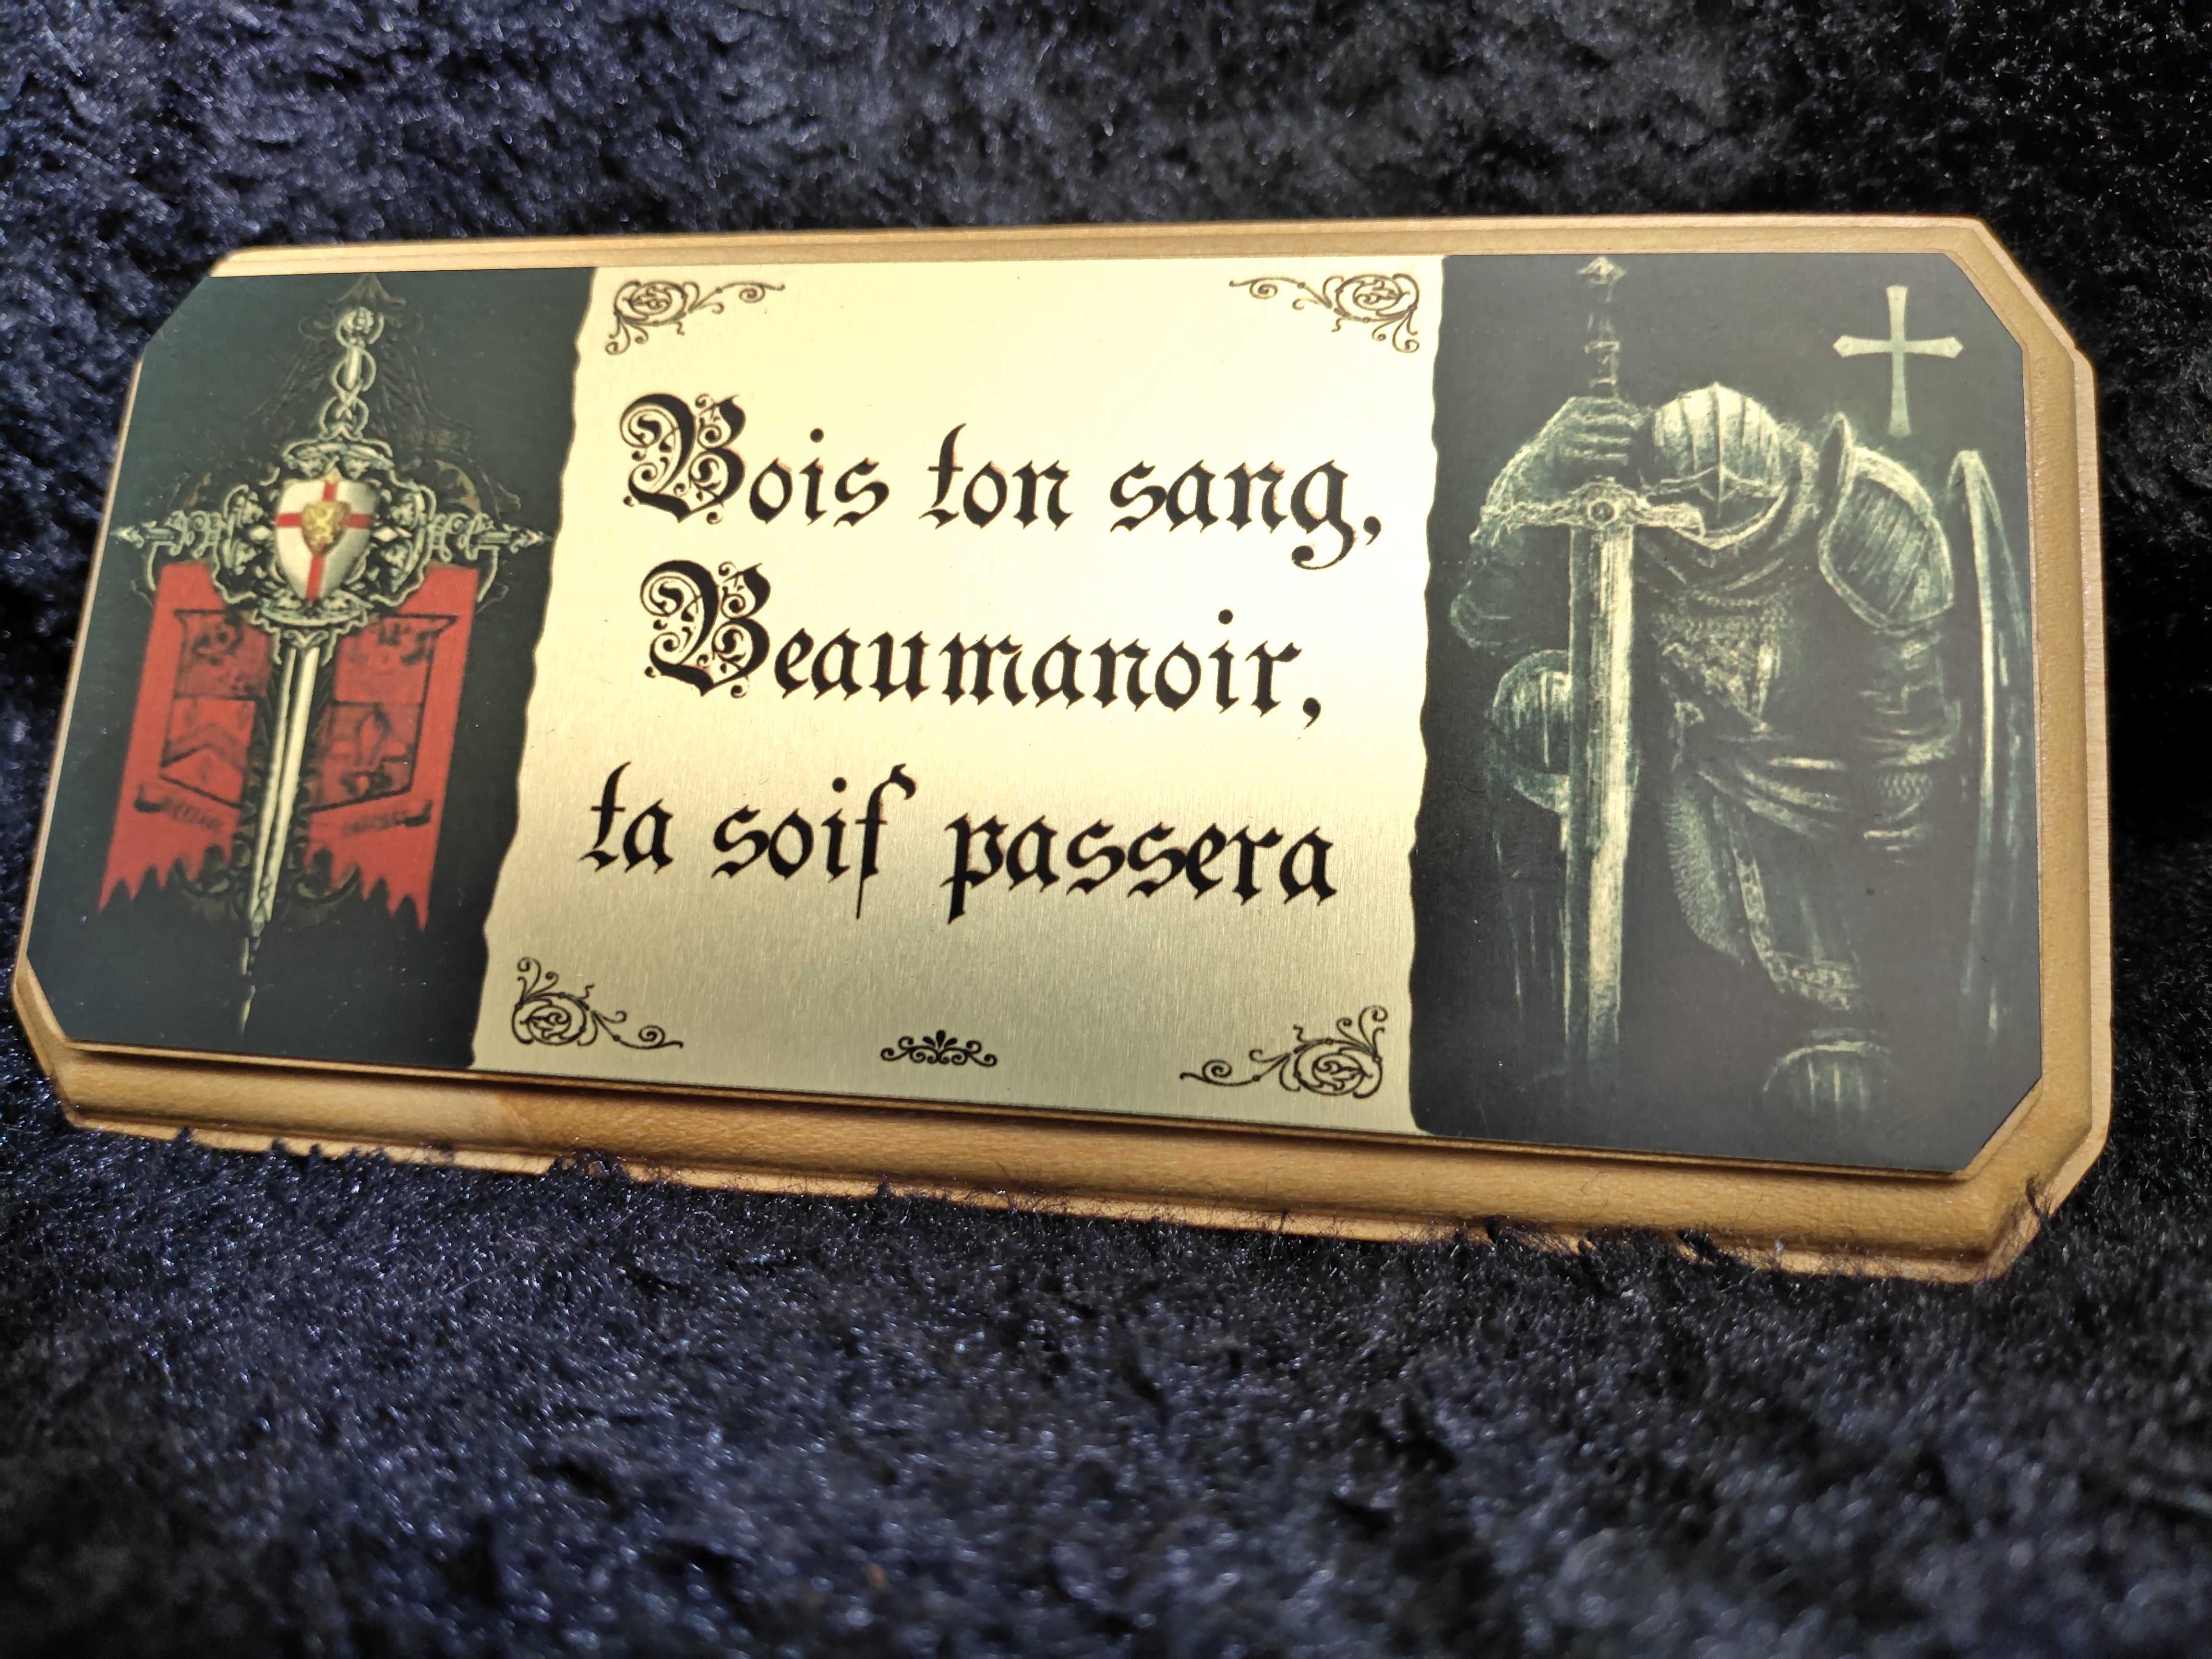 Bois ton sang,
Beaumanoir,
ta soif passera